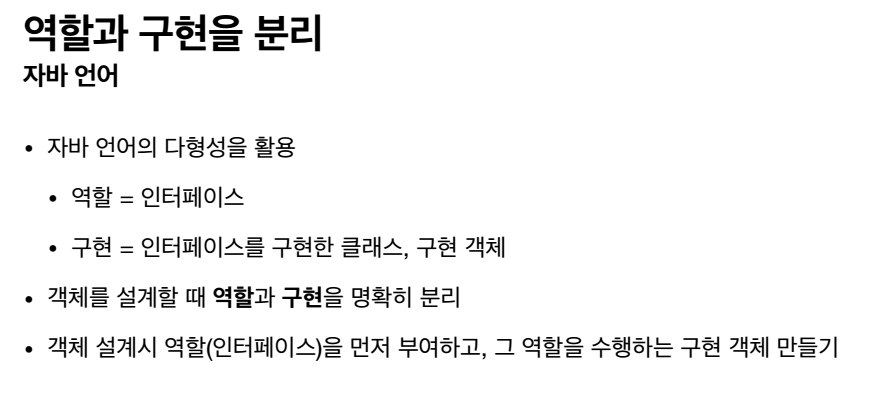 역할과 구현을 분리
자바 언어
• 자바 언어의 다형성을 활용
• 역할 = 인터페이스
• 구현 = 인터페이스를 구현한 클래스, 구현 객체
• 객체를 설계할 때 역할과 구현을 명확히 분리
• 객체 설계시 역할(인터페이스)을 먼저 부여하고, 그 역할을 수행하는 구현 객체 만들기